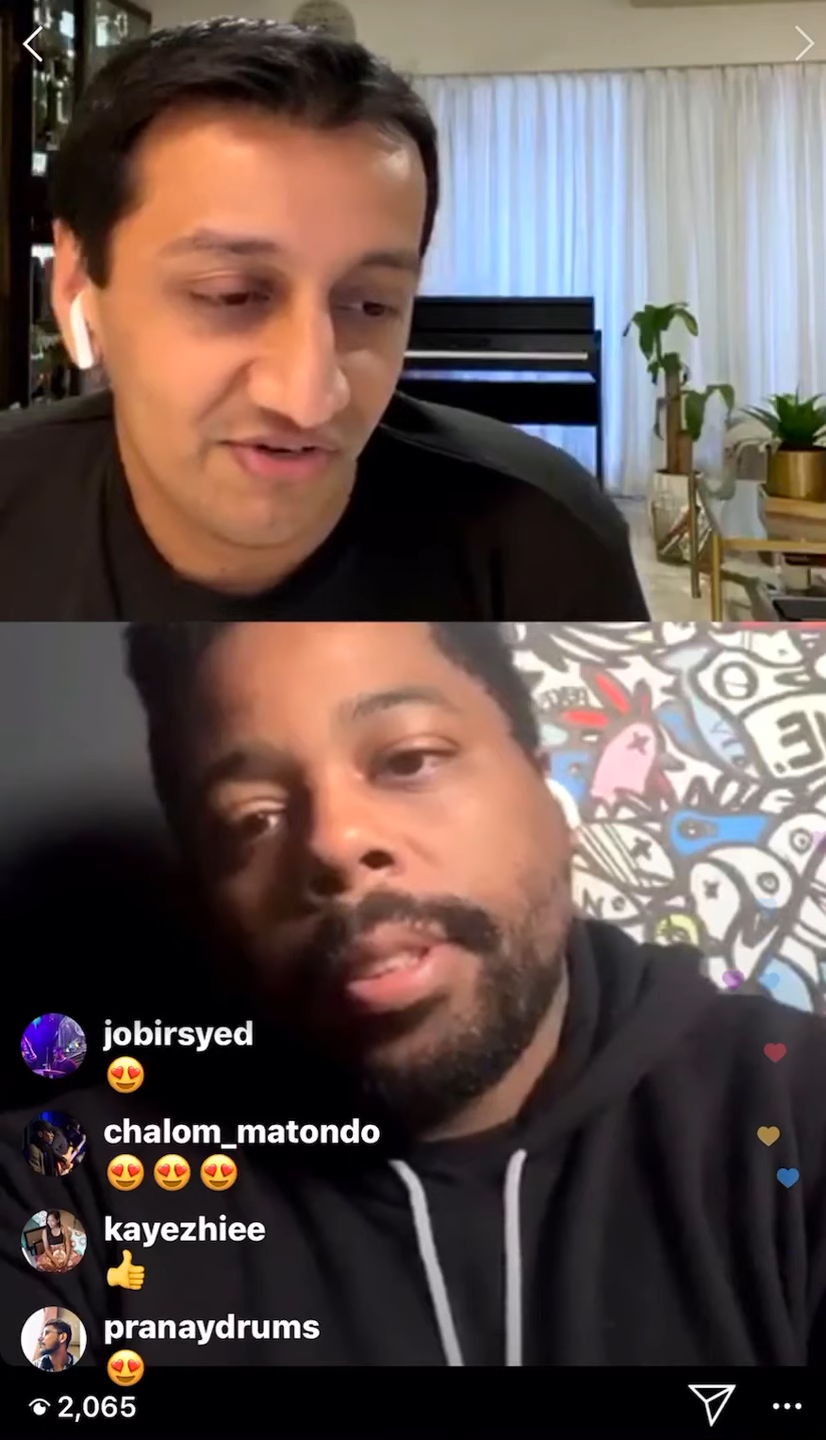 jobirsyed
😍
chalom_matondo
😍😍😍
kayezhiee
👍
pranaydrums
😍
2,065